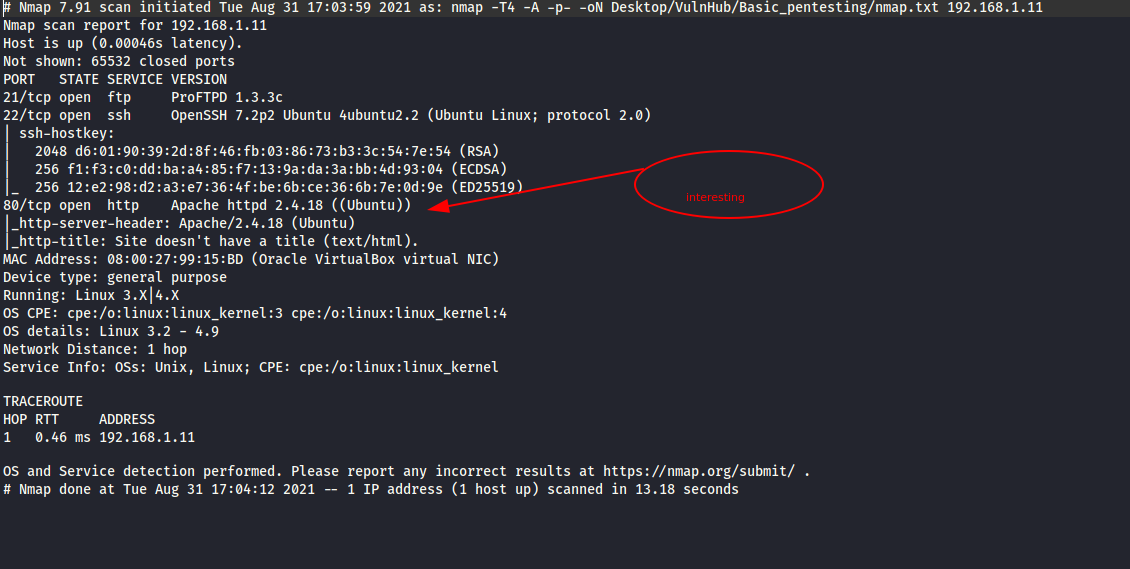 # Nmap 7.91 scan initiated Tue Aug 31 17:03:59 2021 as: nmap -T4 -A -p- -oN Desktop/VulnHub/Basic_pentesting/nmap.txt 192.168.1.11
Nmap scan report for 192.168.1.11
Host is up (0.00046s latency).
Not shown: 65532 closed ports
PORT   STATE SERVICE VERSION
21/tcp open  ftp     ProFTPD 1.3.3c
22/tcp open  ssh     OpenSSH 7.2p2 Ubuntu 4ubuntu2.2 (Ubuntu Linux; protocol 2.0)
| ssh-hostkey:
|   2048 d6:01:90:39:2d:8f:46:fb:03:86:73:b3:3c:54:7e:54 (RSA)
|   256 f1:f3:c0:dd:ba:a4:85:f7:13:9a:da:3a:bb:4d:93:04 (ECDSA)
|_  256 12:e2:98:d2:a3:e7:36:4f:be:6b:ce:36:6b:7e:0d:9e (ED25519)
interesting
80/tcp open  http    Apache httpd 2.4.18 ((Ubuntu))
|_http-server-header: Apache/2.4.18 (Ubuntu)
|_http-title: Site doesn't have a title (text/html).
MAC Address: 08:00:27:99:15:BD (Oracle VirtualBox virtual NIC)
Device type: general purpose
Running: Linux 3.X|4.X
OS CPE: cpe:/o:linux:linux_kernel:3 cpe:/o:linux:linux_kernel:4
OS details: Linux 3.2 - 4.9
Network Distance: 1 hop
Service Info: OSs: Unix, Linux; CPE: cpe:/o:linux:linux_kernel
TRACEROUTE
HOP RTT     ADDRESS
1   0.46 ms 192.168.1.11
OS and Service detection performed. Please report any incorrect results at https://nmap.org/submit/ .
# Nmap done at Tue Aug 31 17:04:12 2021 -- 1 IP address (1 host up) scanned in 13.18 seconds